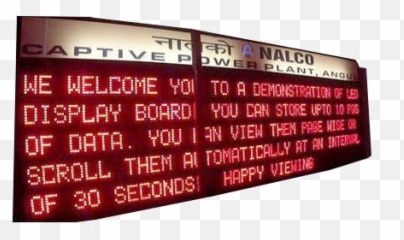 नालको NALCO
CAPTIVE POWER PLANT, ANGUL
WE WELCOME YOU TO A DEMONSTRATION OF LED
DISPLAY BOARD YOU CAN STORE UPTO 10 PGS
OF DATA. YOU CAN VIEW THEM PAGE WISE OR
SCROLL THEM AUTOMATICALLY AT AN INTERVAL
OF 30 SECONDS HAPPY VIEWING